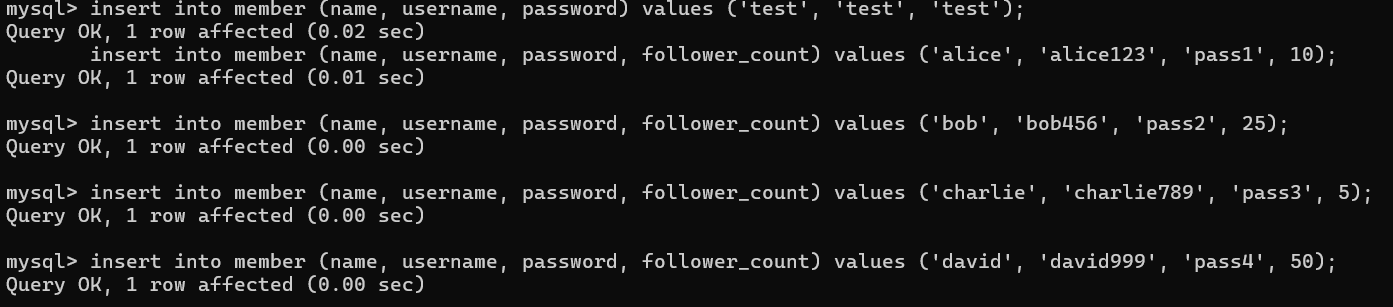 mysql> insert into member (name, username, password) values ('test', 'test', 'test');
Query OK, 1 row affected (0.02 sec)
       insert into member (name, username, password, follower_count) values ('alice', 'alice123', 'pass1', 10);
Query OK, 1 row affected (0.01 sec)

mysql> insert into member (name, username, password, follower_count) values ('bob', 'bob456', 'pass2', 25);
Query OK, 1 row affected (0.00 sec)

mysql> insert into member (name, username, password, follower_count) values ('charlie', 'charlie789', 'pass3', 5);
Query OK, 1 row affected (0.00 sec)

mysql> insert into member (name, username, password, follower_count) values ('david', 'david999', 'pass4', 50);
Query OK, 1 row affected (0.00 sec)